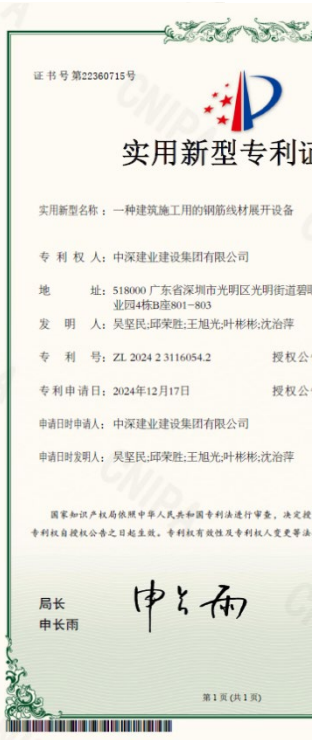 证书号第22360715号
实用新型专利证
实用新型名称：一种建筑施工用的钢筋线材展开设备
专利权人：中深建业建设集团有限公司
地址：518000 广东省深圳市光明区光明街道碧眼
业园4栋B座801-803
发明人：吴坚民;邱荣胜;王旭光;叶彬彬;沈治萍
专利号：ZL 2024 2 3116054.2 授权公告
专利申请日：2024年12月17日 授权公告
申请日时申请人：中深建业建设集团有限公司
申请日时发明人：吴坚民;邱荣胜;王旭光;叶彬彬;沈治萍
国家知识产权局依照中华人民共和国专利法进行审查，决定授
专利权自授权公告之日起生效。专利权有效性及专利权人变更等法
局长
申长雨
申长雨
第1页(共1页)
CNIPA